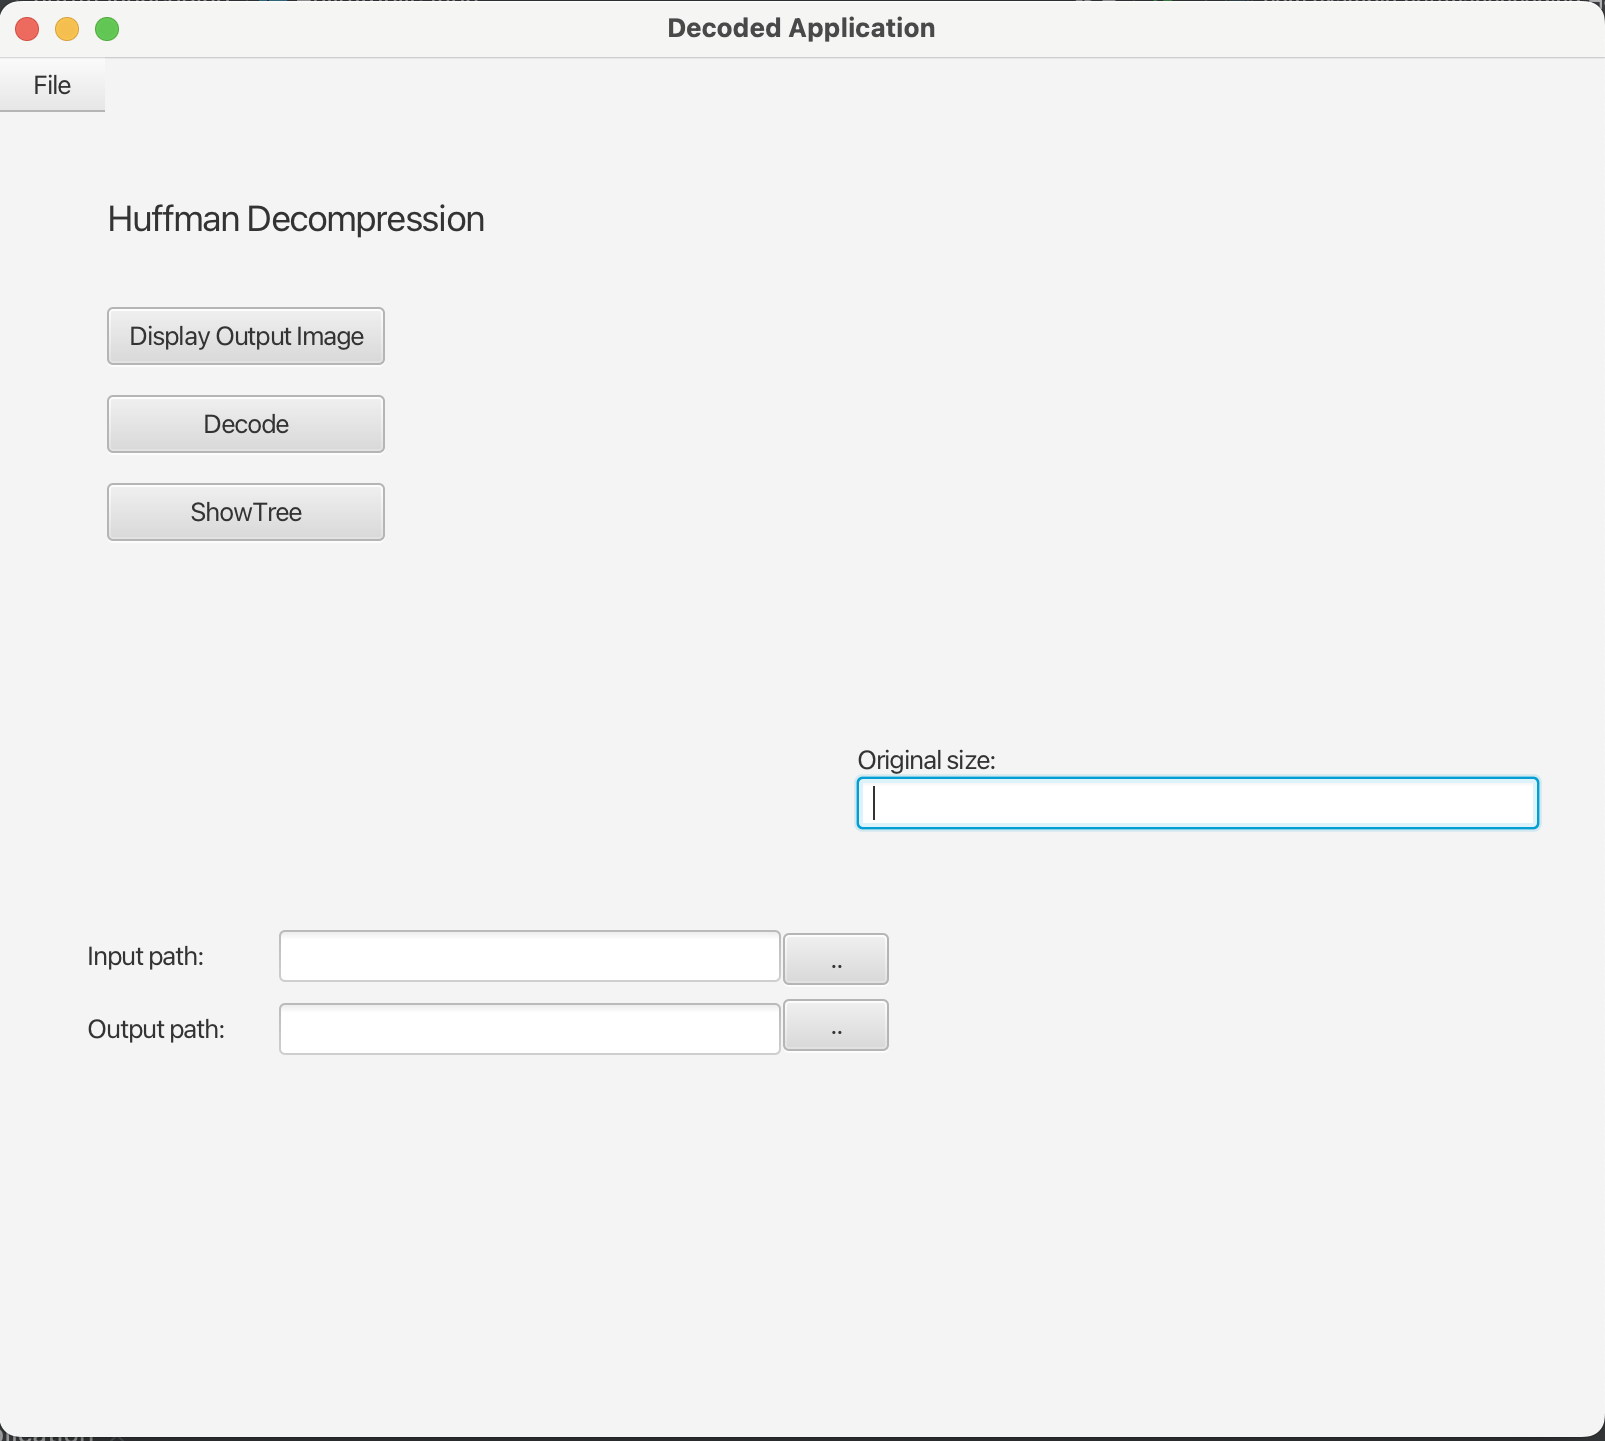 Decoded Application
File
Huffman Decompression
Display Output Image
Decode
ShowTree
Original size:
Input path:
..
Output path:
..